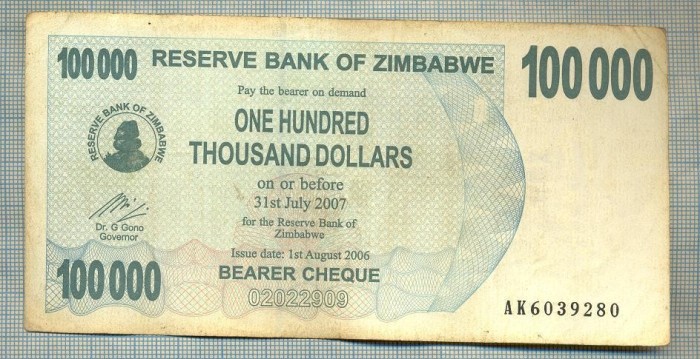 100 000 RESERVE BANK OF ZIMBABWE 100 000
Pay the bearer on demand
ONE HUNDRED
THOUSAND DOLLARS
RESERVE BANK OF ZIMBABWE
on or before
31st July 2007
for the Reserve Bank of
Zimbabwe
Dr. G Gono
Governor
Issue date: 1st August 2006
100 000 BEARER CHEQUE
02022909
AK6039280